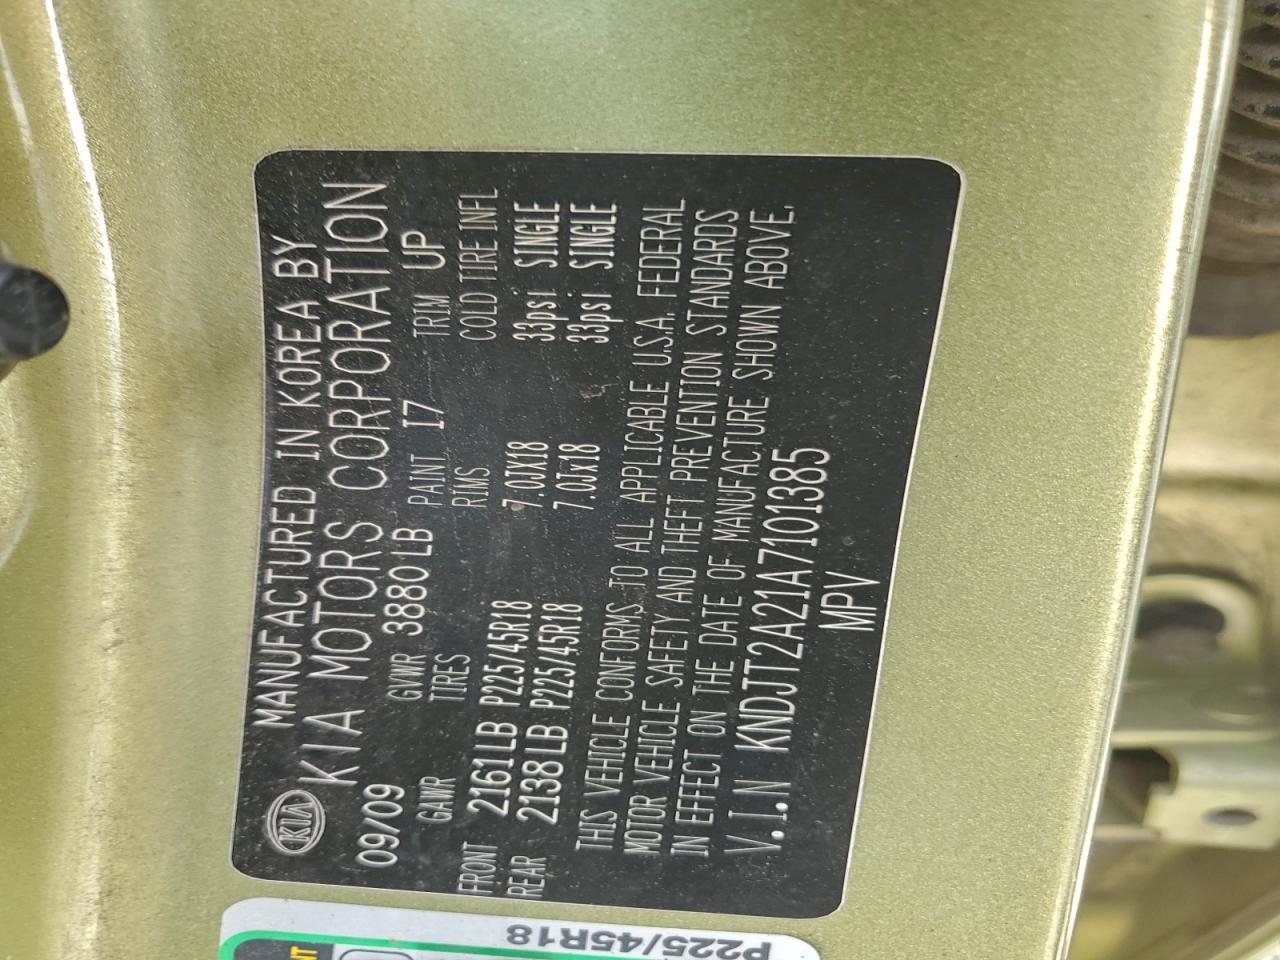 KIA
MANUFACTURED IN KOREA BY
KIA MOTORS CORPORATION
09/09 GVWR 3880LB PAINT I7 TRIM UP
GAWR TIRES RIMS COLD TIRE INFL
FRONT 2161LB P225/45R18 7.0JX18 33psi SINGLE
REAR 2138LB P225/45R18 7.0Jx18 33psi SINGLE
THIS VEHICLE CONFORMS TO ALL APPLICABLE U.S.A. FEDERAL
MOTOR VEHICLE SAFETY AND THEFT PREVENTION STANDARDS
IN EFFECT ON THE DATE OF MANUFACTURE SHOWN ABOVE.
V.I.N KNDJT2A21A7101385
MPV
P225/45R18